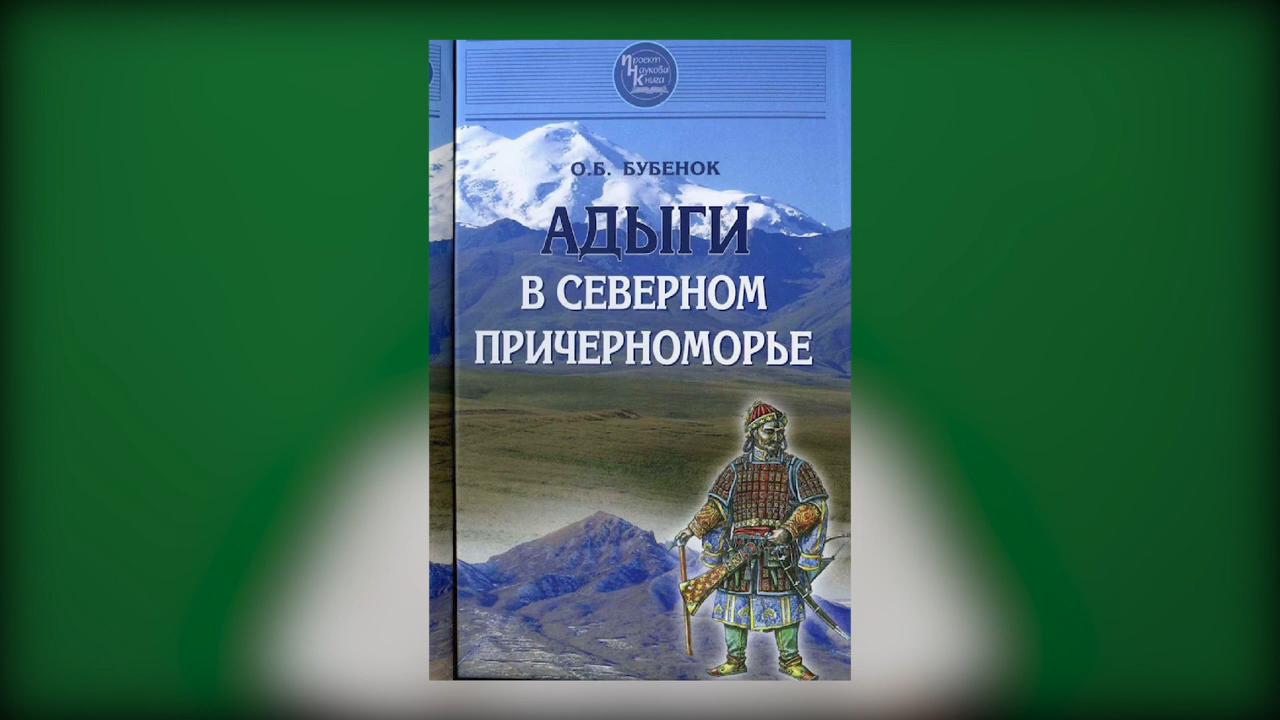 Проект
Наукова
Книга
О.Б. БУБЕНОК
АДЫГИ
В СЕВЕРНОМ
ПРИЧЕРНОМОРЬЕ